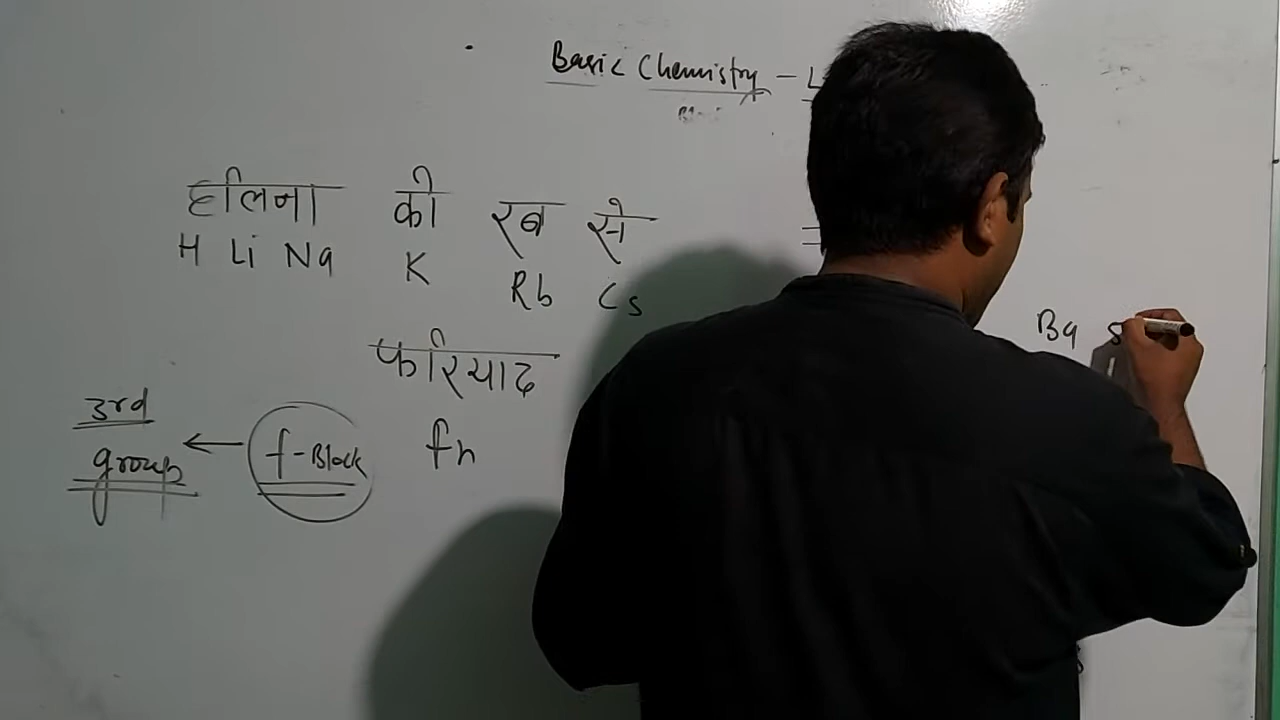 Basic Chemistry - L
हलिना की रब से
H Li Na K Rb Cs
फरियाद
fr
3rd group ← f-Block
Ba S